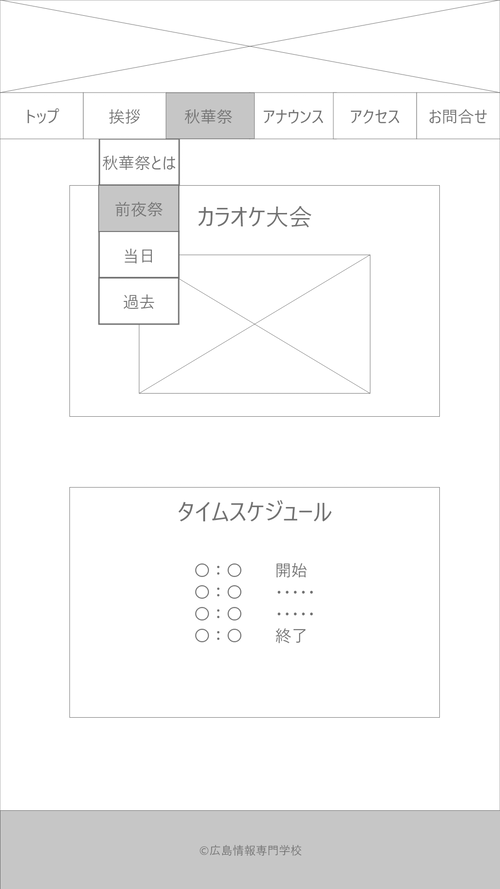 トップ
挨拶
秋華祭
アナウンス
アクセス
お問合せ
秋華祭とは
前夜祭
当日
過去
カラオケ大会
タイムスケジュール
○：○ 開始
○：○ ・・・・・
○：○ ・・・・・
○：○ 終了
©広島情報専門学校